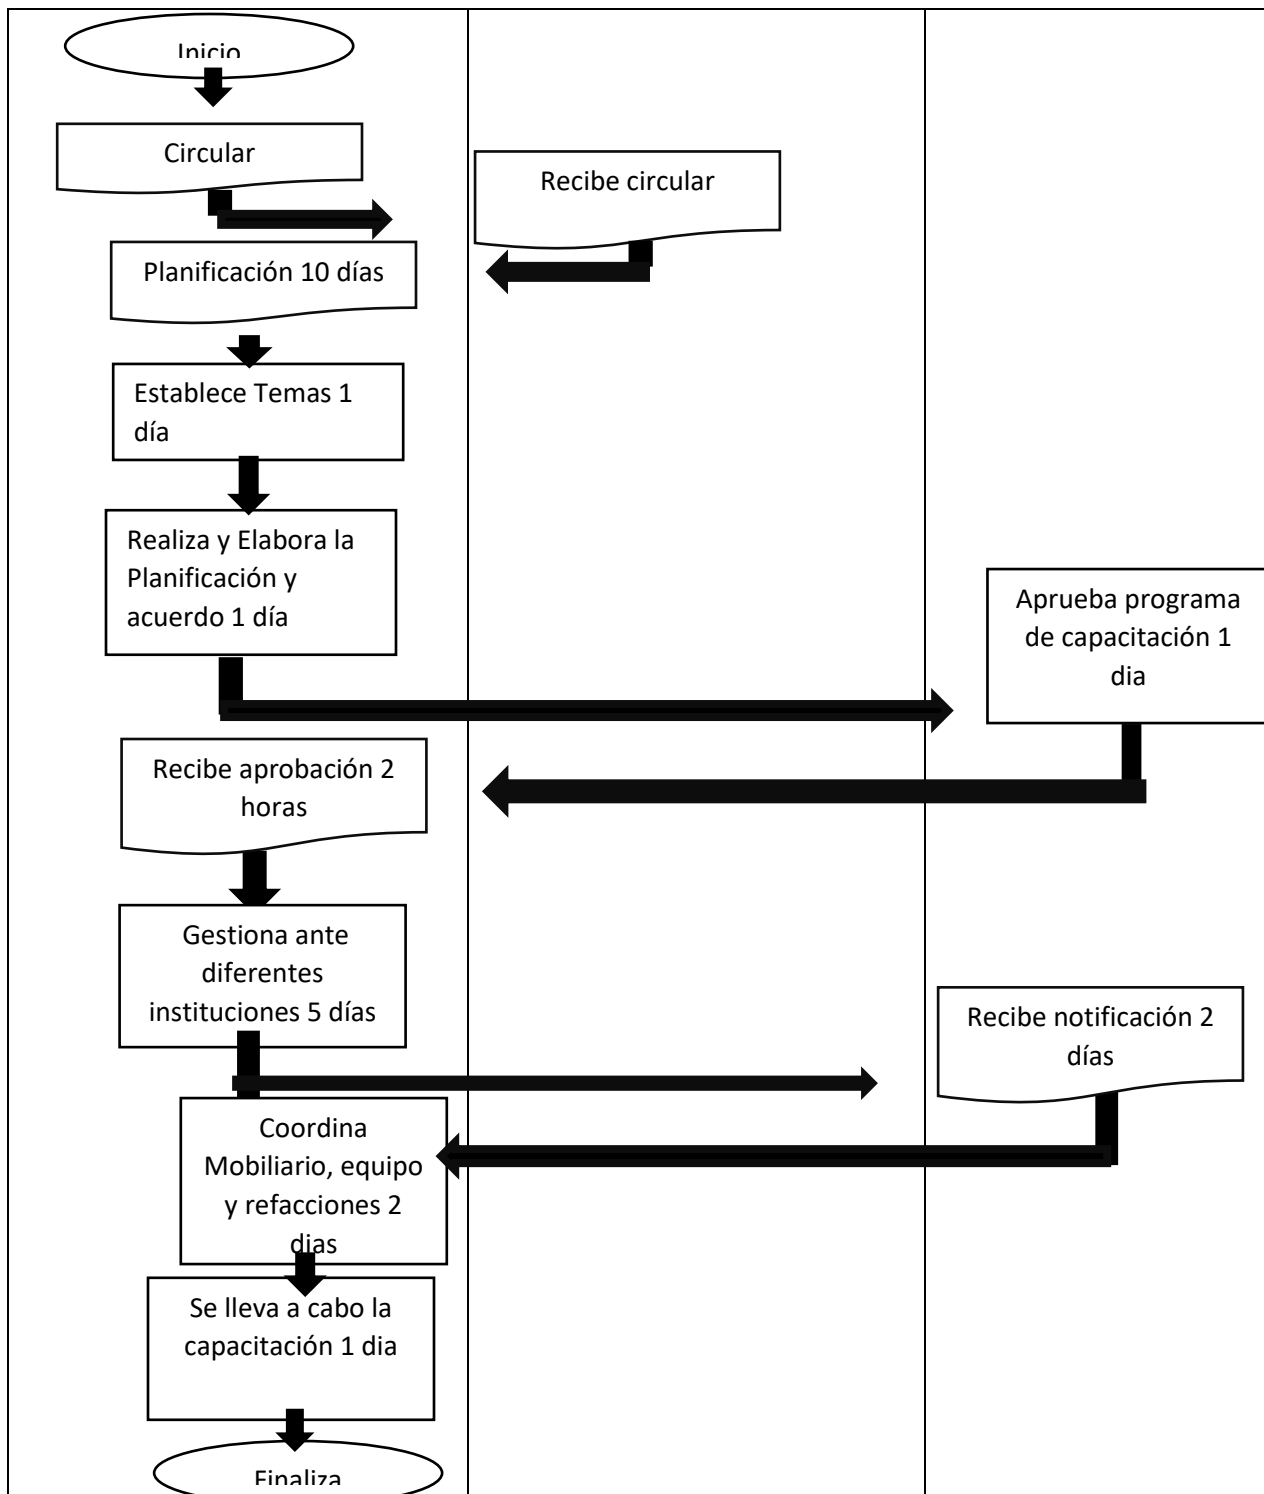 Inicio
Circular
Recibe circular
Planificación 10 días
Establece Temas 1
día
Realiza y Elabora la
Planificación y
acuerdo 1 día
Aprueba programa
de capacitación 1
dia
Recibe aprobación 2
horas
Gestiona ante
diferentes
instituciones 5 días
Recibe notificación 2
días
Coordina
Mobiliario, equipo
y refacciones 2
dias
Se lleva a cabo la
capacitación 1 dia
Finaliza